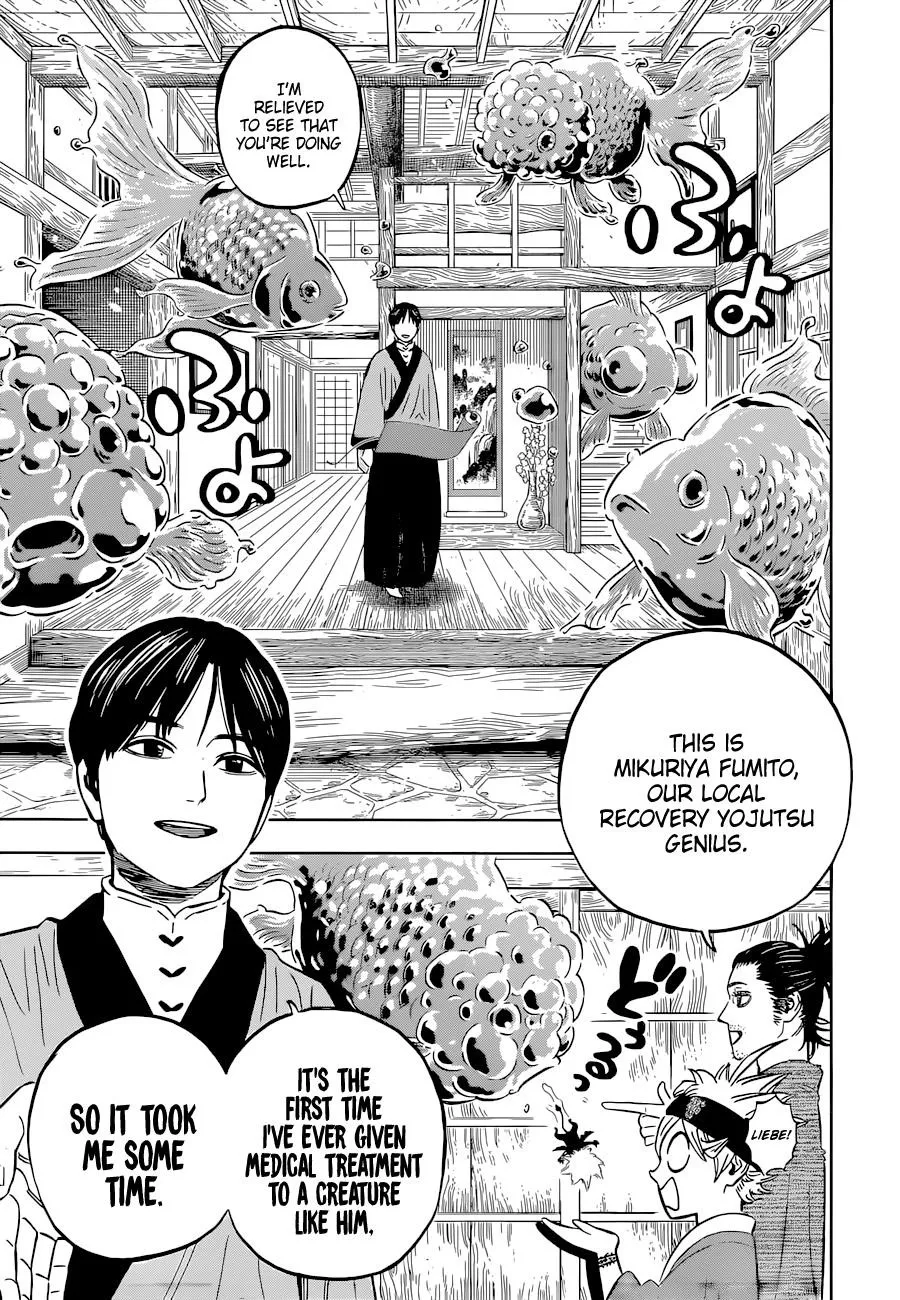 I'M
RELIEVED
TO SEE THAT
YOU'RE DOING
WELL.
ふよ
ふよ
THIS IS
MIKURIYA FUMITO,
OUR LOCAL
RECOVERY YOJUTSU
GENIUS.
IT'S THE
FIRST TIME
I'VE EVER GIVEN
MEDICAL TREATMENT
TO A CREATURE
LIKE HIM,
SO IT TOOK
ME SOME
TIME.
LIEBE!